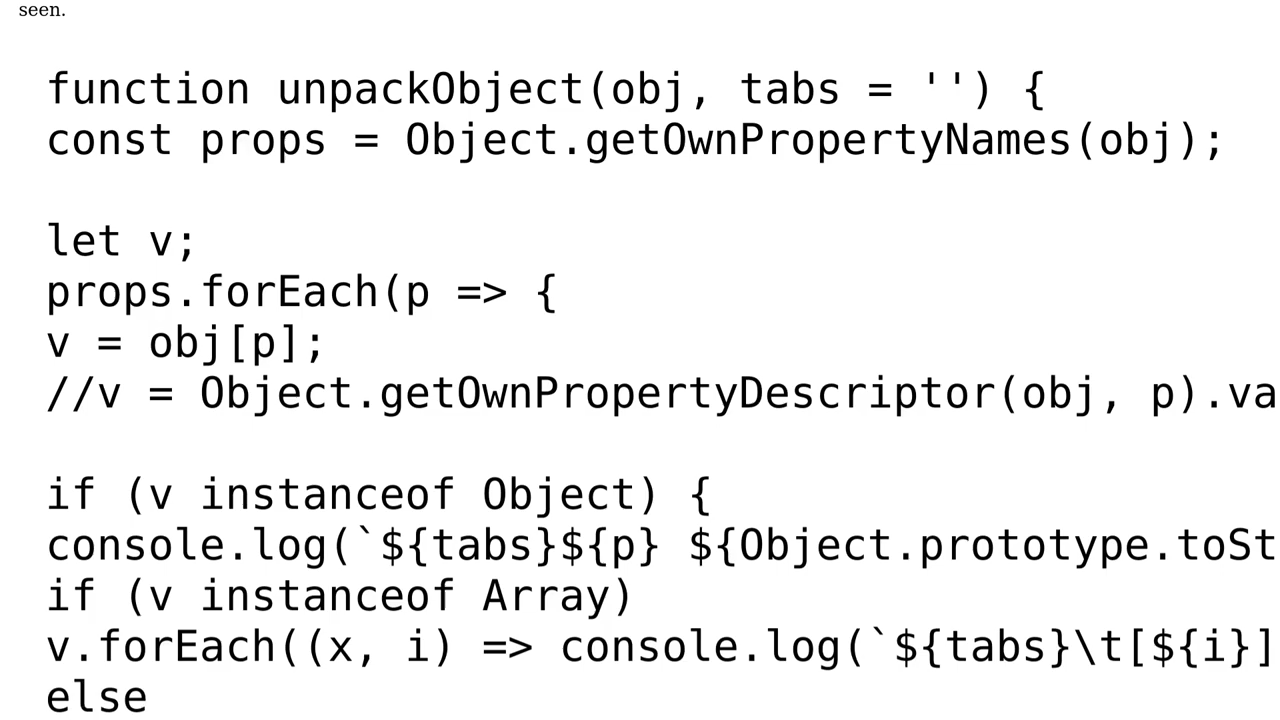 seen.
function unpackObject(obj, tabs = '') {
const props = Object.getOwnPropertyNames(obj);
let v;
props.forEach(p => {
v = obj[p];
//v = Object.getOwnPropertyDescriptor(obj, p).va
if (v instanceof Object) {
console.log(`${tabs}${p} ${Object.prototype.toSt
if (v instanceof Array)
v.forEach((x, i) => console.log(`${tabs}\t[${i}]
else